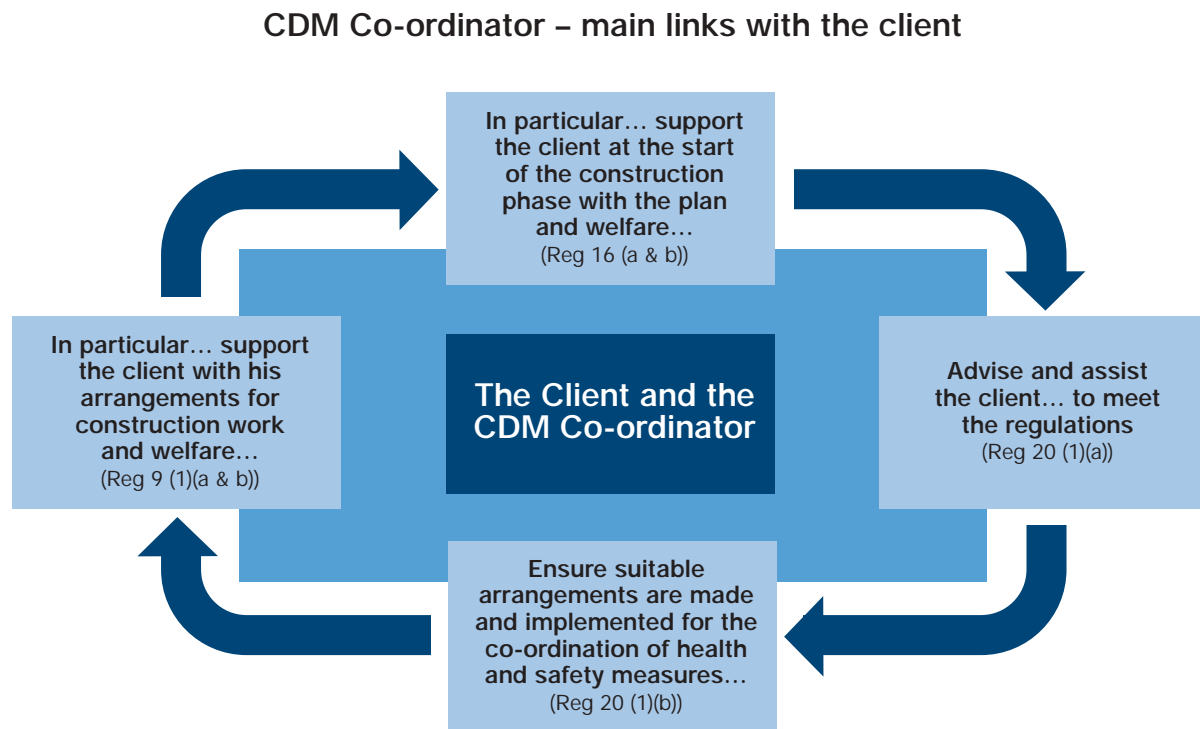 CDM Co-ordinator – main links with the client
In particular… support
the client at the start
of the construction
phase with the plan
and welfare…
(Reg 16 (a & b))
In particular… support
the client with his
arrangements for
construction work
and welfare…
(Reg 9 (1)(a & b))
The Client and the
CDM Co-ordinator
Advise and assist
the client… to meet
the regulations
(Reg 20 (1)(a))
Ensure suitable
arrangements are made
and implemented for the
co-ordination of health
and safety measures…
(Reg 20 (1)(b))